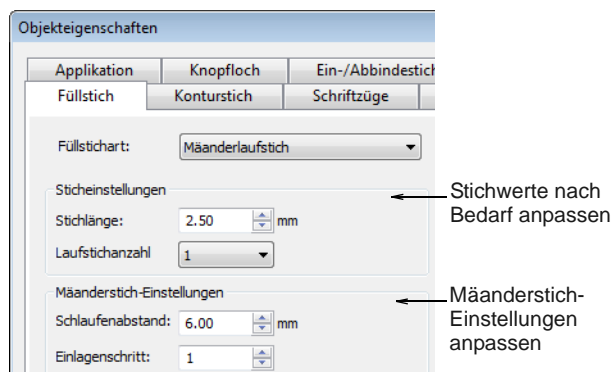 Objekteigenschaften
Applikation Knopfloch Ein-/Abbindestich
Füllstich Konturstich Schriftzüge
Füllstichart: Mäanderlaufstich
Sticheinstellungen
Stichlänge: 2.50 mm
Laufstichanzahl 1
Stichwerte nach
Bedarf anpassen
Mäanderstich-Einstellungen
Schlaufenabstand: 6.00 mm
Einlagenschritt: 1
Mäanderstich-
Einstellungen
anpassen